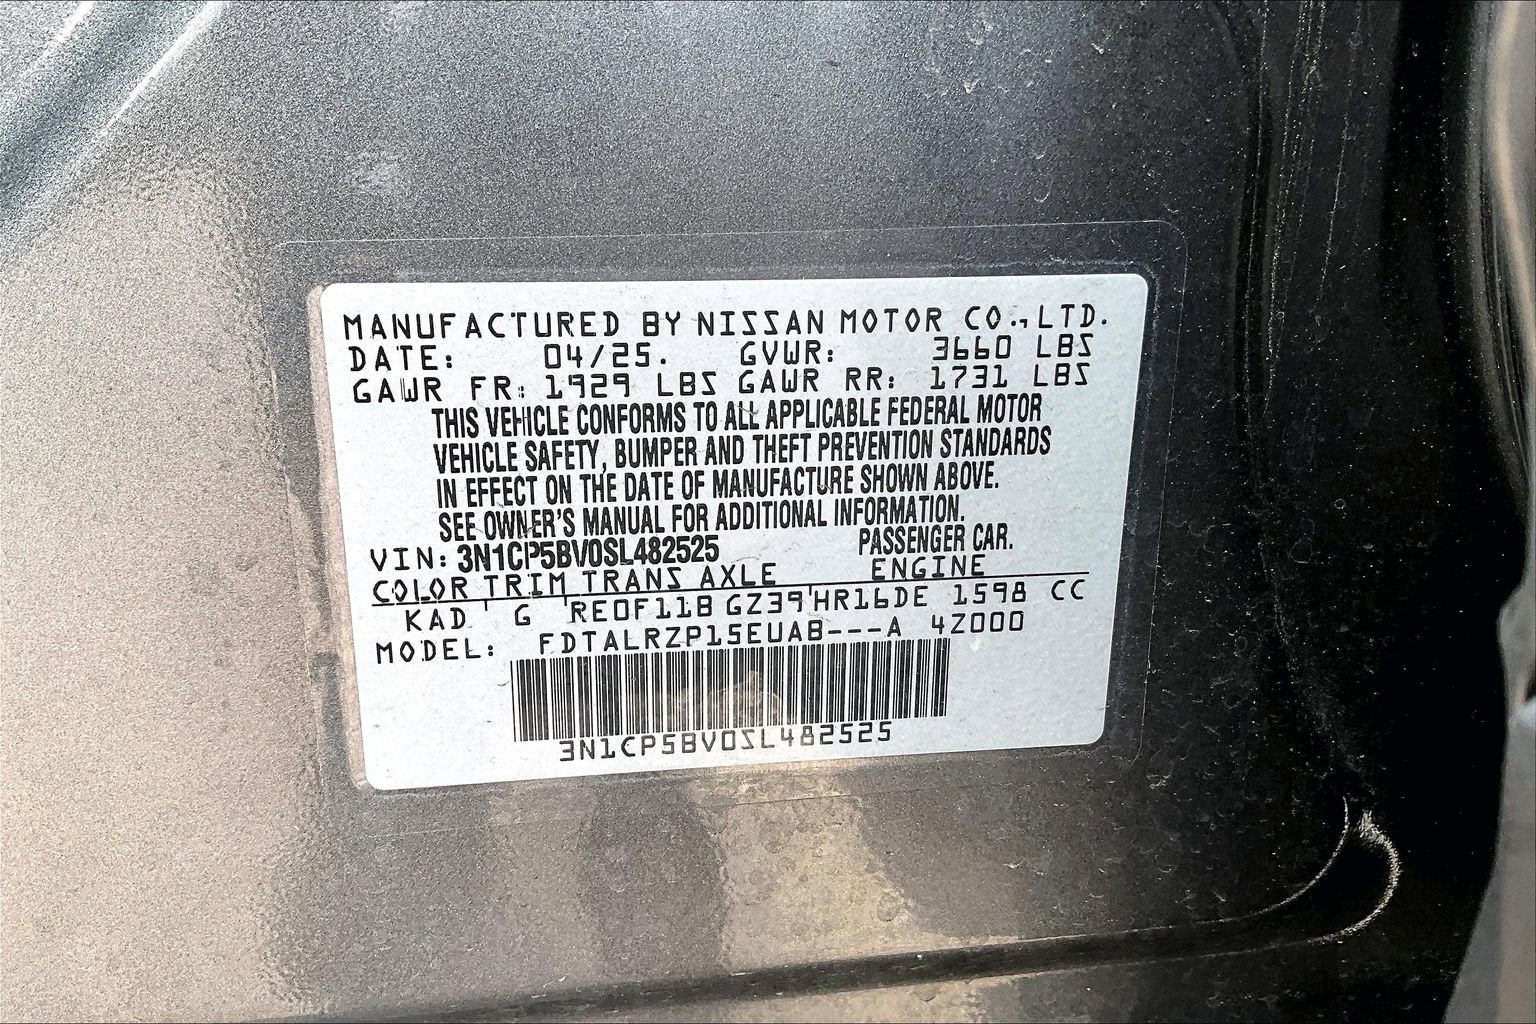 MANUFACTURED BY NISSAN MOTOR CO., LTD.
DATE: 04/25. GVWR: 3660 LBS
GAWR FR: 1929 LBS GAWR RR: 1731 LBS
THIS VEHICLE CONFORMS TO ALL APPLICABLE FEDERAL MOTOR
VEHICLE SAFETY, BUMPER AND THEFT PREVENTION STANDARDS
IN EFFECT ON THE DATE OF MANUFACTURE SHOWN ABOVE.
SEE OWNER'S MANUAL FOR ADDITIONAL INFORMATION.
VIN: 3N1CP5BV0SL482525 PASSENGER CAR.
COLOR TRIM TRANS AXLE ENGINE
KAD G RE0F11B GZ39 HR16DE 1598 CC
MODEL: FDTALRZP15EUAB---A 4Z000
3N1CP5BV0SL482525